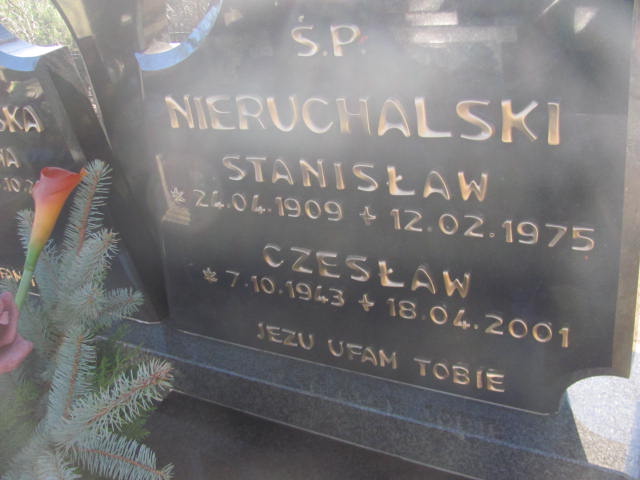 Ś.P.
NIERUCHALSKI
STANISŁAW
* 24.04.1909 + 12.02.1975
CZESŁAW
* 7.10.1943 + 18.04.2001
JEZU UFAM TOBIE